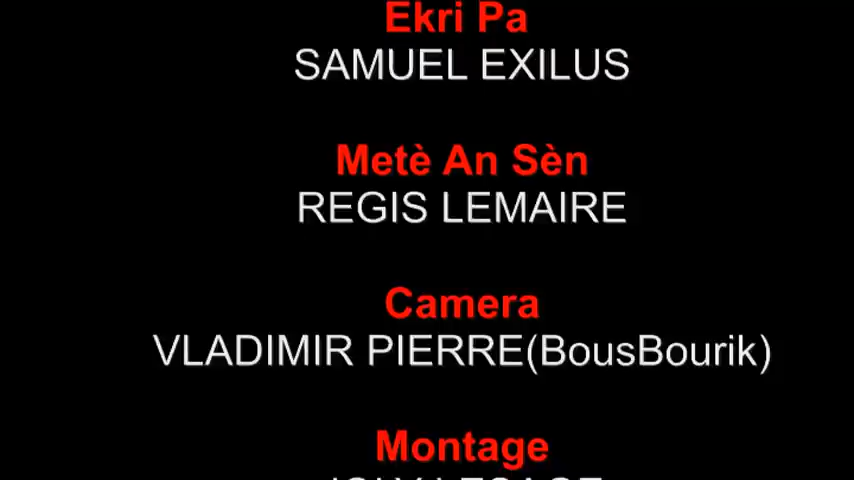 Ekri Pa
SAMUEL EXILUS
Metè An Sèn
REGIS LEMAIRE
Camera
VLADIMIR PIERRE(BousBourik)
Montage